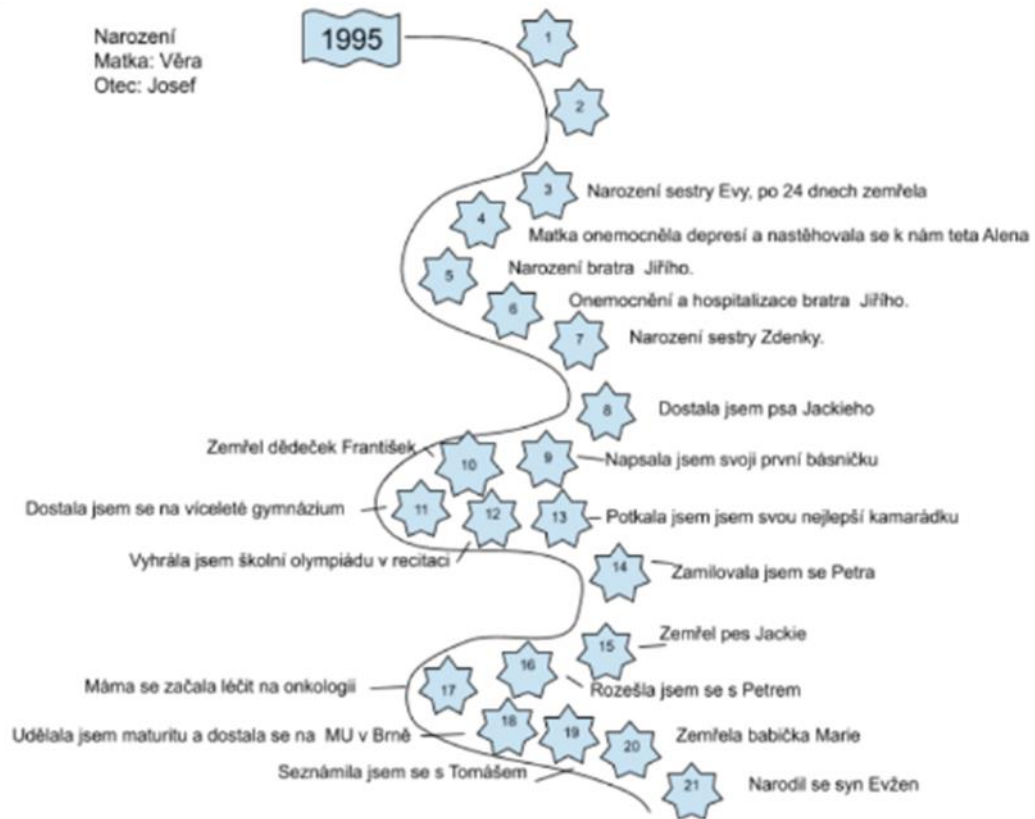 Narození
Matka: Věra
Otec: Josef
1995
1
2
3
Narození sestry Evy, po 24 dnech zemřela
4
Matka onemocněla depresí a nastěhovala se k nám teta Alena
5
Narození bratra Jiřího.
6
Onemocnění a hospitalizace bratra Jiřího.
7
Narození sestry Zdenky.
8
Dostala jsem psa Jackieho
Zemřel dědeček František
10
9
Napsala jsem svoji první básničku
Dostala jsem se na víceleté gymnázium
11
12
13
Potkala jsem jsem svou nejlepší kamarádku
Vyhrála jsem školní olympiádu v recitaci
14
Zamilovala jsem se Petra
15
Zemřel pes Jackie
Máma se začala léčit na onkologii
17
16
Rozešla jsem se s Petrem
Udělala jsem maturitu a dostala se na MU v Brně
18
19
20
Zemřela babička Marie
Seznámila jsem se s Tomášem
21
Narodil se syn Evžen